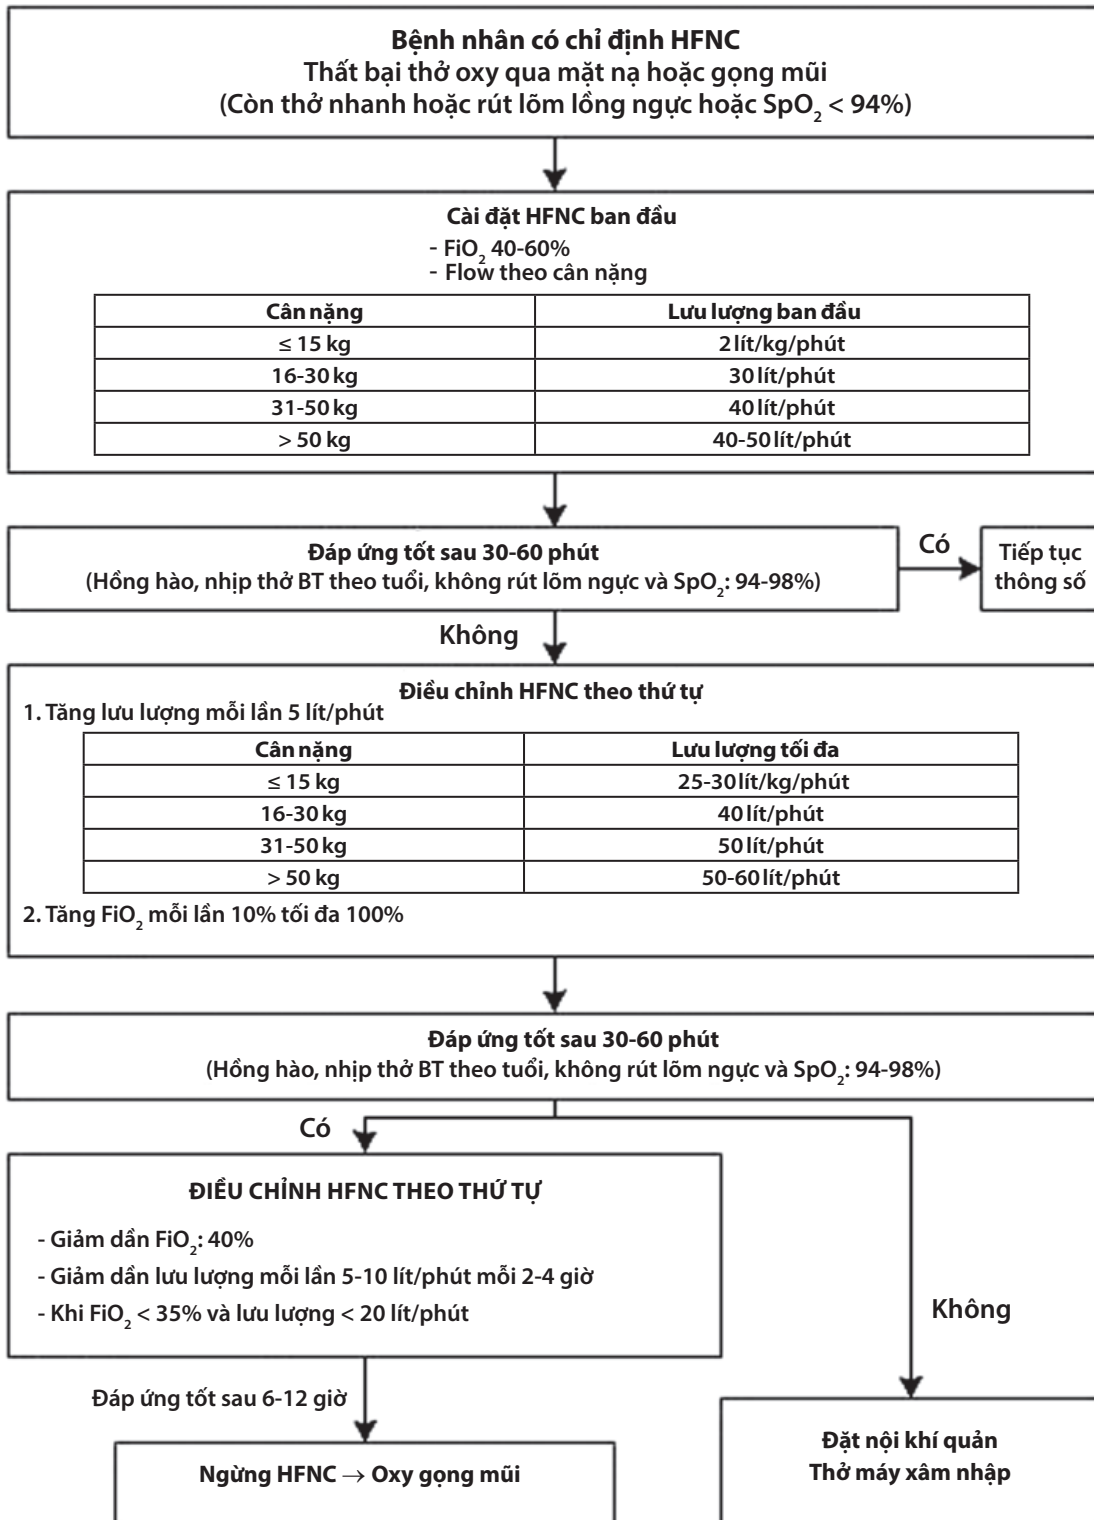 Bệnh nhân có chỉ định HFNC
Thất bại thở oxy qua mặt nạ hoặc gọng mũi
(Còn thở nhanh hoặc rút lõm lồng ngực hoặc SpO₂ < 94%)
Cài đặt HFNC ban đầu
- FiO₂ 40-60%
- Flow theo cân nặng
Cân nặng Lưu lượng ban đầu
≤ 15 kg 2 lít/kg/phút
16-30 kg 30 lít/phút
31-50 kg 40 lít/phút
> 50 kg 40-50 lít/phút
Đáp ứng tốt sau 30-60 phút
(Hồng hào, nhịp thở BT theo tuổi, không rút lõm ngực và SpO₂: 94-98%)
Có
Tiếp tục
thông số
Không
Điều chỉnh HFNC theo thứ tự
1. Tăng lưu lượng mỗi lần 5 lít/phút
Cân nặng Lưu lượng tối đa
≤ 15 kg 25-30 lít/kg/phút
16-30 kg 40 lít/phút
31-50 kg 50 lít/phút
> 50 kg 50-60 lít/phút
2. Tăng FiO₂ mỗi lần 10% tối đa 100%
Đáp ứng tốt sau 30-60 phút
(Hồng hào, nhịp thở BT theo tuổi, không rút lõm ngực và SpO₂: 94-98%)
Có
ĐIỀU CHỈNH HFNC THEO THỨ TỰ
- Giảm dần FiO₂: 40%
- Giảm dần lưu lượng mỗi lần 5-10 lít/phút mỗi 2-4 giờ
- Khi FiO₂ < 35% và lưu lượng < 20 lít/phút
Không
Đáp ứng tốt sau 6-12 giờ
Ngừng HFNC → Oxy gọng mũi
Đặt nội khí quản
Thở máy xâm nhập